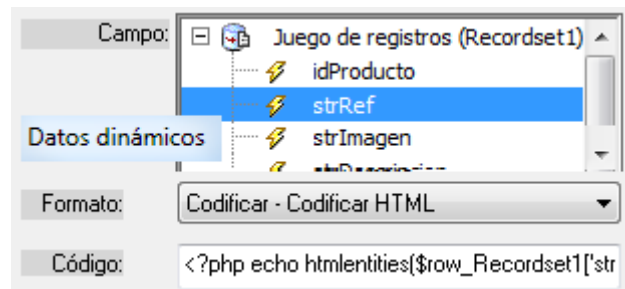 Campo:
Juego de registros (Recordset1)
idProducto
strRef
strImagen
Datos dinámicos
Formato:
Codificar - Codificar HTML
Código:
<?php echo htmlentities($row_Recordset1['str